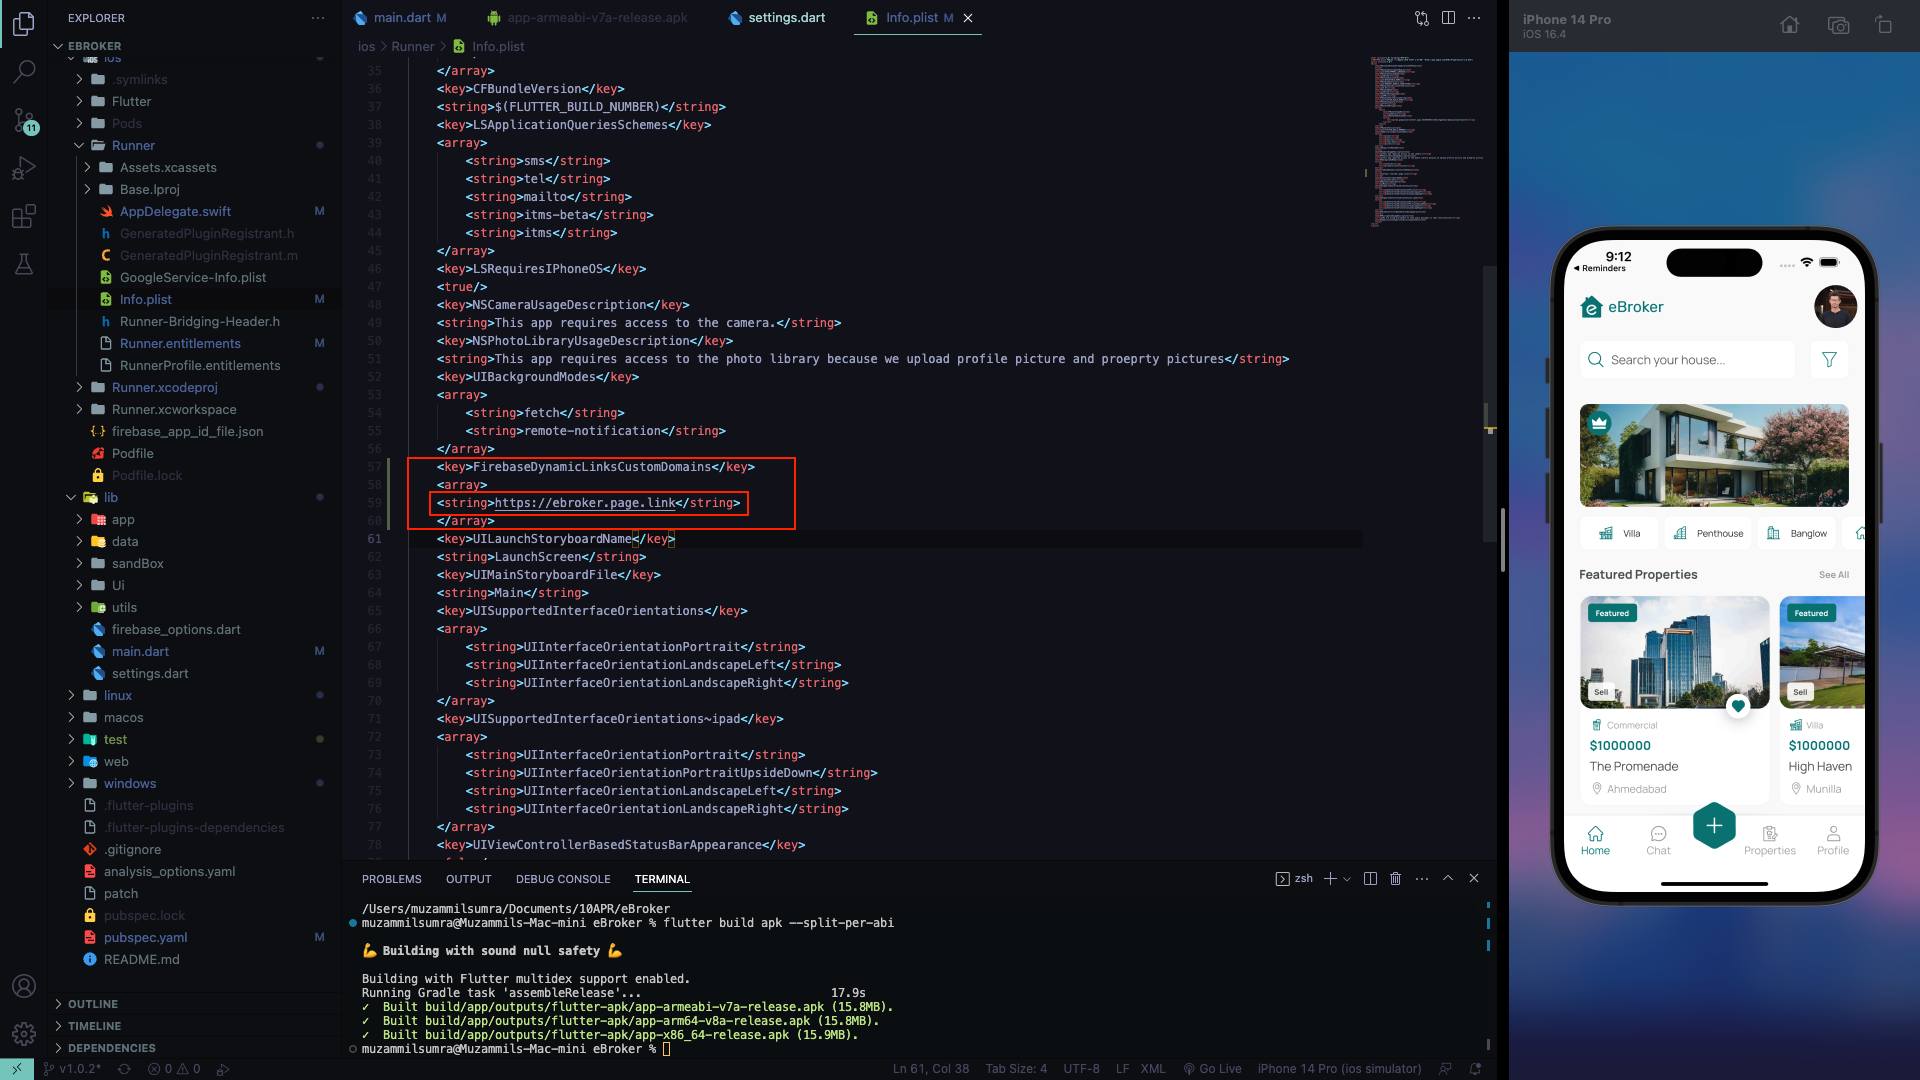 EXPLORER
EBROKER
ios
.symlinks
Flutter
Pods
Runner
Assets.xcassets
Base.lproj
AppDelegate.swift M
GeneratedPluginRegistrant.h
GeneratedPluginRegistrant.m
GoogleService-Info.plist
Info.plist M
Runner-Bridging-Header.h
Runner.entitlements M
RunnerProfile.entitlements
Runner.xcodeproj
Runner.xcworkspace
firebase_app_id_file.json
Podfile
Podfile.lock
lib
app
data
sandBox
Ui
utils
firebase_options.dart
main.dart M
settings.dart
linux
macos
test
web
windows
.flutter-plugins
.flutter-plugins-dependencies
.gitignore
analysis_options.yaml
patch
pubspec.lock
pubspec.yaml M
README.md
OUTLINE
TIMELINE
DEPENDENCIES
11
main.dart M app-armeabi-v7a-release.apk settings.dart Info.plist M
ios > Runner > Info.plist
35 </array>
36 <key>CFBundleVersion</key>
37 <string>$(FLUTTER_BUILD_NUMBER)</string>
38 <key>LSApplicationQueriesSchemes</key>
39 <array>
40 <string>sms</string>
41 <string>tel</string>
42 <string>mailto</string>
43 <string>itms-beta</string>
44 <string>itms</string>
45 </array>
46 <key>LSRequiresIPhoneOS</key>
47 <true/>
48 <key>NSCameraUsageDescription</key>
49 <string>This app requires access to the camera.</string>
50 <key>NSPhotoLibraryUsageDescription</key>
51 <string>This app requires access to the photo library because we upload profile picture and proeprty pictures</string>
52 <key>UIBackgroundModes</key>
53 <array>
54 <string>fetch</string>
55 <string>remote-notification</string>
56 </array>
57 <key>FirebaseDynamicLinksCustomDomains</key>
58 <array>
59 <string>https://ebroker.page.link</string>
60 </array>
61 <key>UILaunchStoryboardName</key>
62 <string>LaunchScreen</string>
63 <key>UIMainStoryboardFile</key>
64 <string>Main</string>
65 <key>UISupportedInterfaceOrientations</key>
66 <array>
67 <string>UIInterfaceOrientationPortrait</string>
68 <string>UIInterfaceOrientationLandscapeLeft</string>
69 <string>UIInterfaceOrientationLandscapeRight</string>
70 </array>
71 <key>UISupportedInterfaceOrientations~ipad</key>
72 <array>
73 <string>UIInterfaceOrientationPortrait</string>
74 <string>UIInterfaceOrientationPortraitUpsideDown</string>
75 <string>UIInterfaceOrientationLandscapeLeft</string>
76 <string>UIInterfaceOrientationLandscapeRight</string>
77 </array>
78 <key>UIViewControllerBasedStatusBarAppearance</key>
PROBLEMS OUTPUT DEBUG CONSOLE TERMINAL zsh
/Users/muzammilsumra/Documents/10APR/eBroker
muzammilsumra@Muzammils-Mac-mini eBroker % flutter build apk --split-per-abi
💪 Building with sound null safety 💪
Building with Flutter multidex support enabled.
Running Gradle task 'assembleRelease'... 17.9s
✓ Built build/app/outputs/flutter-apk/app-armeabi-v7a-release.apk (15.8MB).
✓ Built build/app/outputs/flutter-apk/app-arm64-v8a-release.apk (15.8MB).
✓ Built build/app/outputs/flutter-apk/app-x86_64-release.apk (15.9MB).
muzammilsumra@Muzammils-Mac-mini eBroker %
v1.0.2* 0 0 Ln 61, Col 38 Tab Size: 4 UTF-8 LF XML Go Live iPhone 14 Pro (ios simulator)
iPhone 14 Pro
iOS 16.4
9:12
Reminders
eBroker
Search your house...
Villa Penthouse Banglow
Featured Properties See All
Featured Featured
Sell Sell
Commercial Villa
$1000000 $1000000
The Promenade High Haven
Ahmedabad Munilla
Home Chat Properties Profile